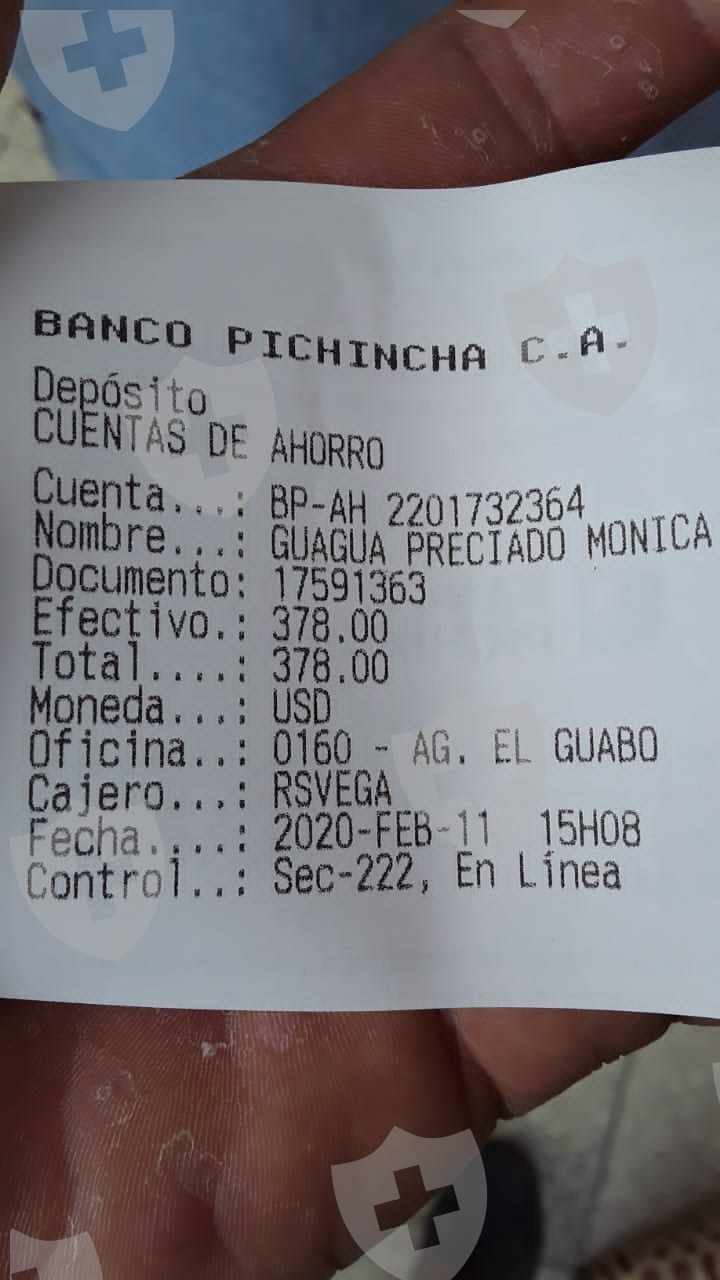 BANCO PICHINCHA C.A.
Depósito
CUENTAS DE AHORRO
Cuenta...: BP-AH 2201732364
Nombre...: GUAGUA PRECIADO MONICA
Documento: 17591363
Efectivo.: 378.00
Total....: 378.00
Moneda...: USD
Oficina..: 0160 - AG. EL GUABO
Cajero...: RSVEGA
Fecha....: 2020-FEB-11 15H08
Control..: Sec-222, En Línea